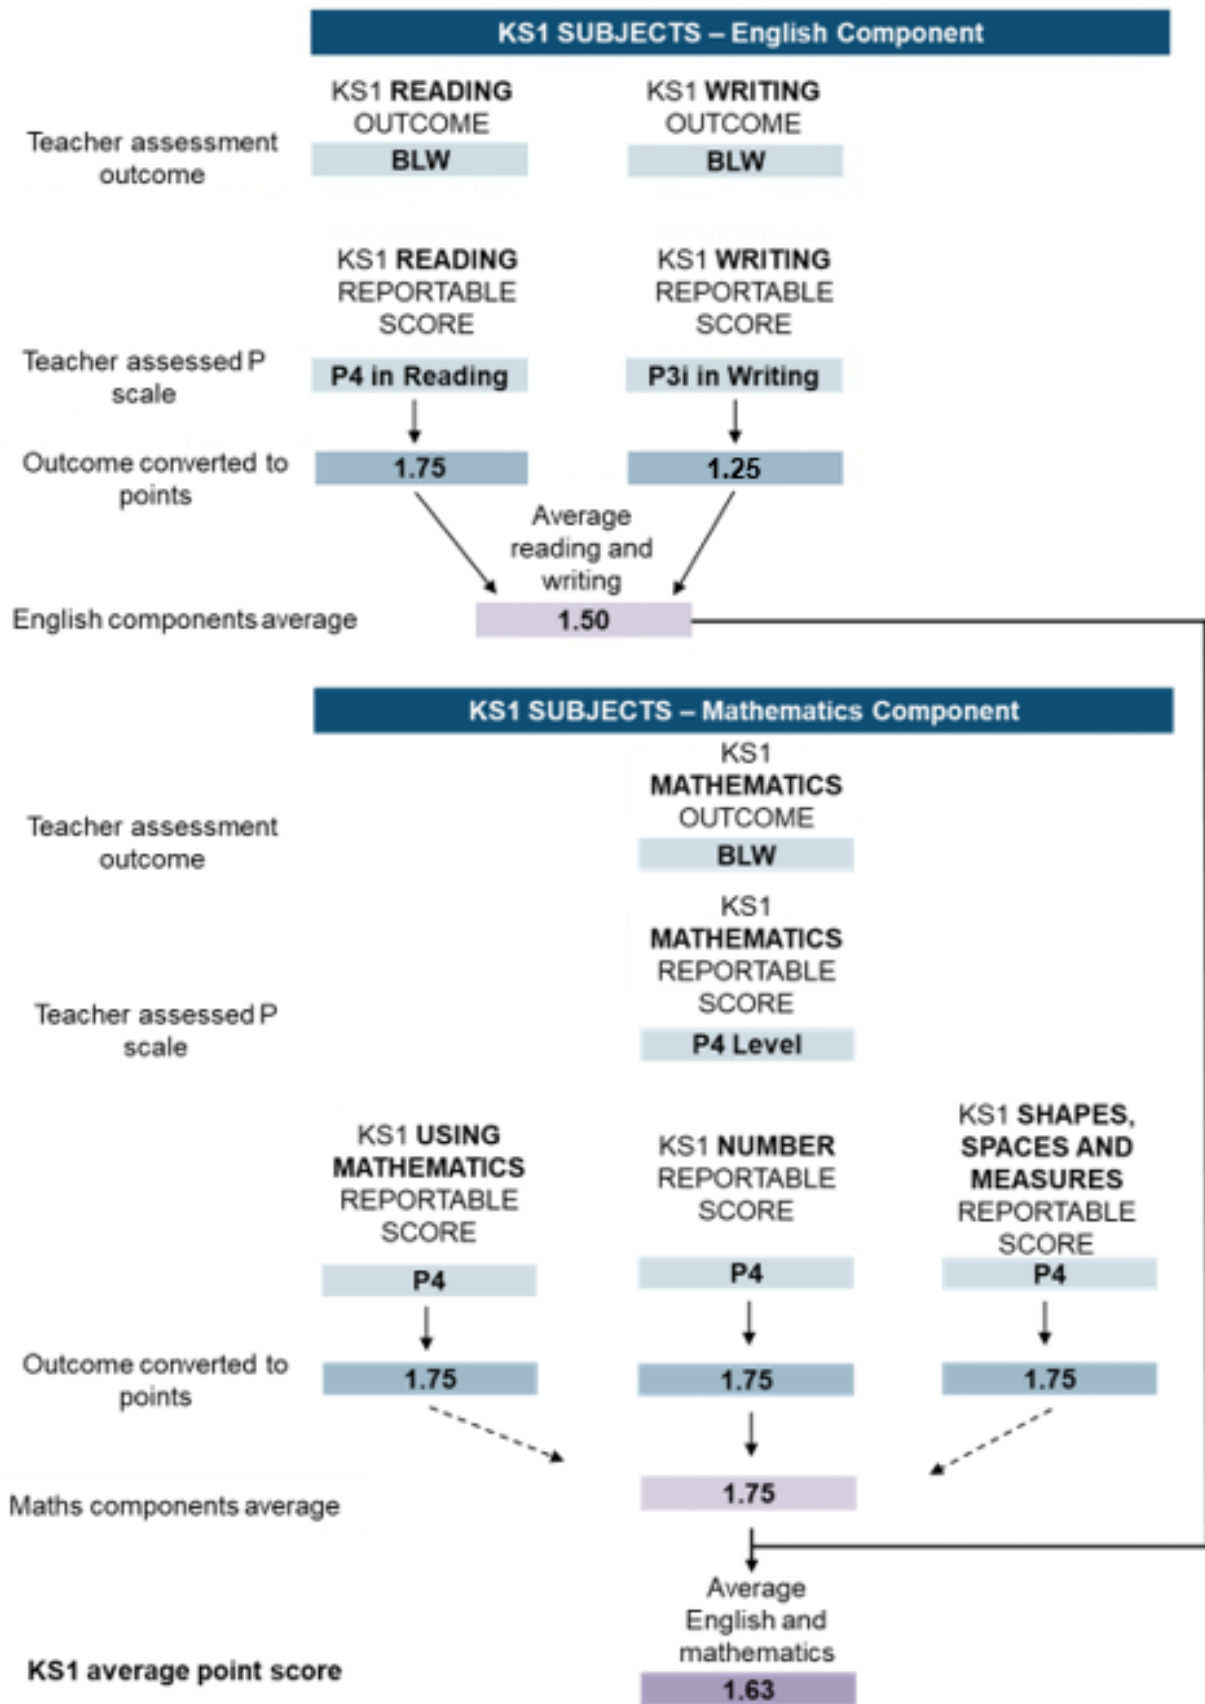 KS1 SUBJECTS – English Component
KS1 READING
OUTCOME
KS1 WRITING
OUTCOME
Teacher assessment
outcome
BLW
BLW
KS1 READING
REPORTABLE
SCORE
KS1 WRITING
REPORTABLE
SCORE
Teacher assessed P
scale
P4 in Reading
P3i in Writing
Outcome converted to
points
1.75
1.25
Average
reading and
writing
English components average
1.50
KS1 SUBJECTS – Mathematics Component
KS1
MATHEMATICS
OUTCOME
Teacher assessment
outcome
BLW
KS1
MATHEMATICS
REPORTABLE
SCORE
Teacher assessed P
scale
P4 Level
KS1 USING
MATHEMATICS
REPORTABLE
SCORE
KS1 NUMBER
REPORTABLE
SCORE
KS1 SHAPES,
SPACES AND
MEASURES
REPORTABLE
SCORE
P4
P4
P4
Outcome converted to
points
1.75
1.75
1.75
Maths components average
1.75
Average
English and
mathematics
KS1 average point score
1.63